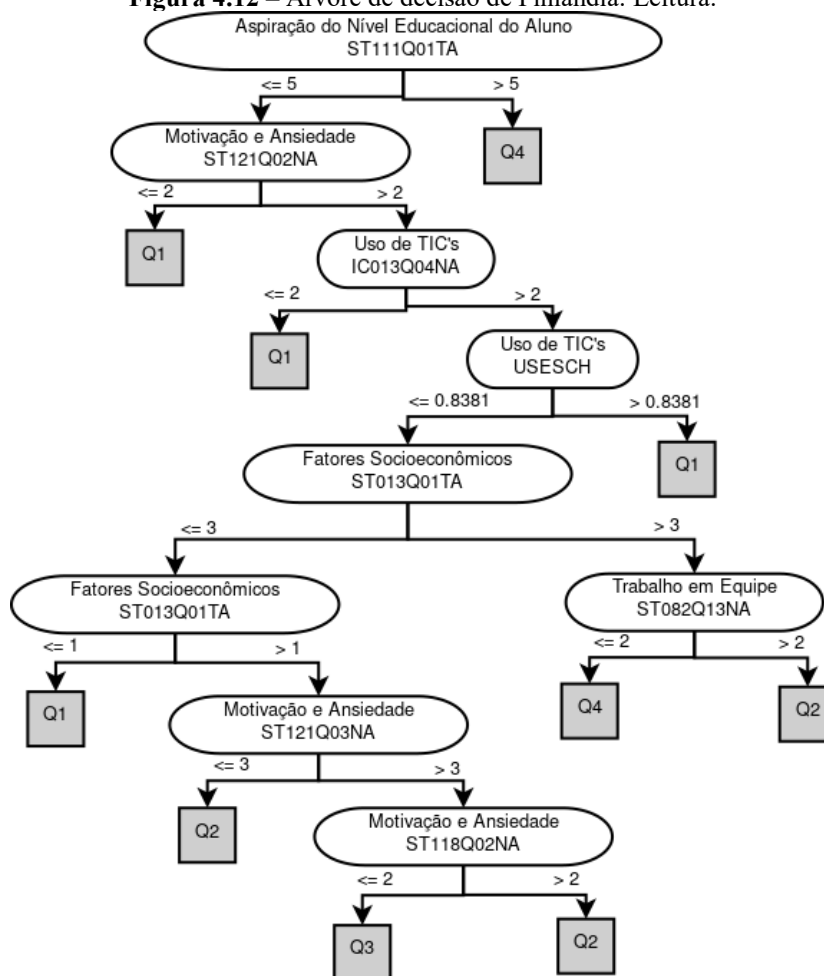 Figura 4.12 – Árvore de decisão de Finlândia: Leitura.
Aspiração do Nível Educacional do Aluno
ST111Q01TA
<= 5
> 5
Motivação e Ansiedade
ST121Q02NA
Q4
<= 2
> 2
Q1
Uso de TIC's
IC013Q04NA
<= 2
> 2
Q1
Uso de TIC's
USESCH
<= 0.8381
> 0.8381
Fatores Socioeconômicos
ST013Q01TA
Q1
<= 3
> 3
Fatores Socioeconômicos
ST013Q01TA
Trabalho em Equipe
ST082Q13NA
<= 1
> 1
<= 2
> 2
Q1
Motivação e Ansiedade
ST121Q03NA
Q4
Q2
<= 3
> 3
Q2
Motivação e Ansiedade
ST118Q02NA
<= 2
> 2
Q3
Q2